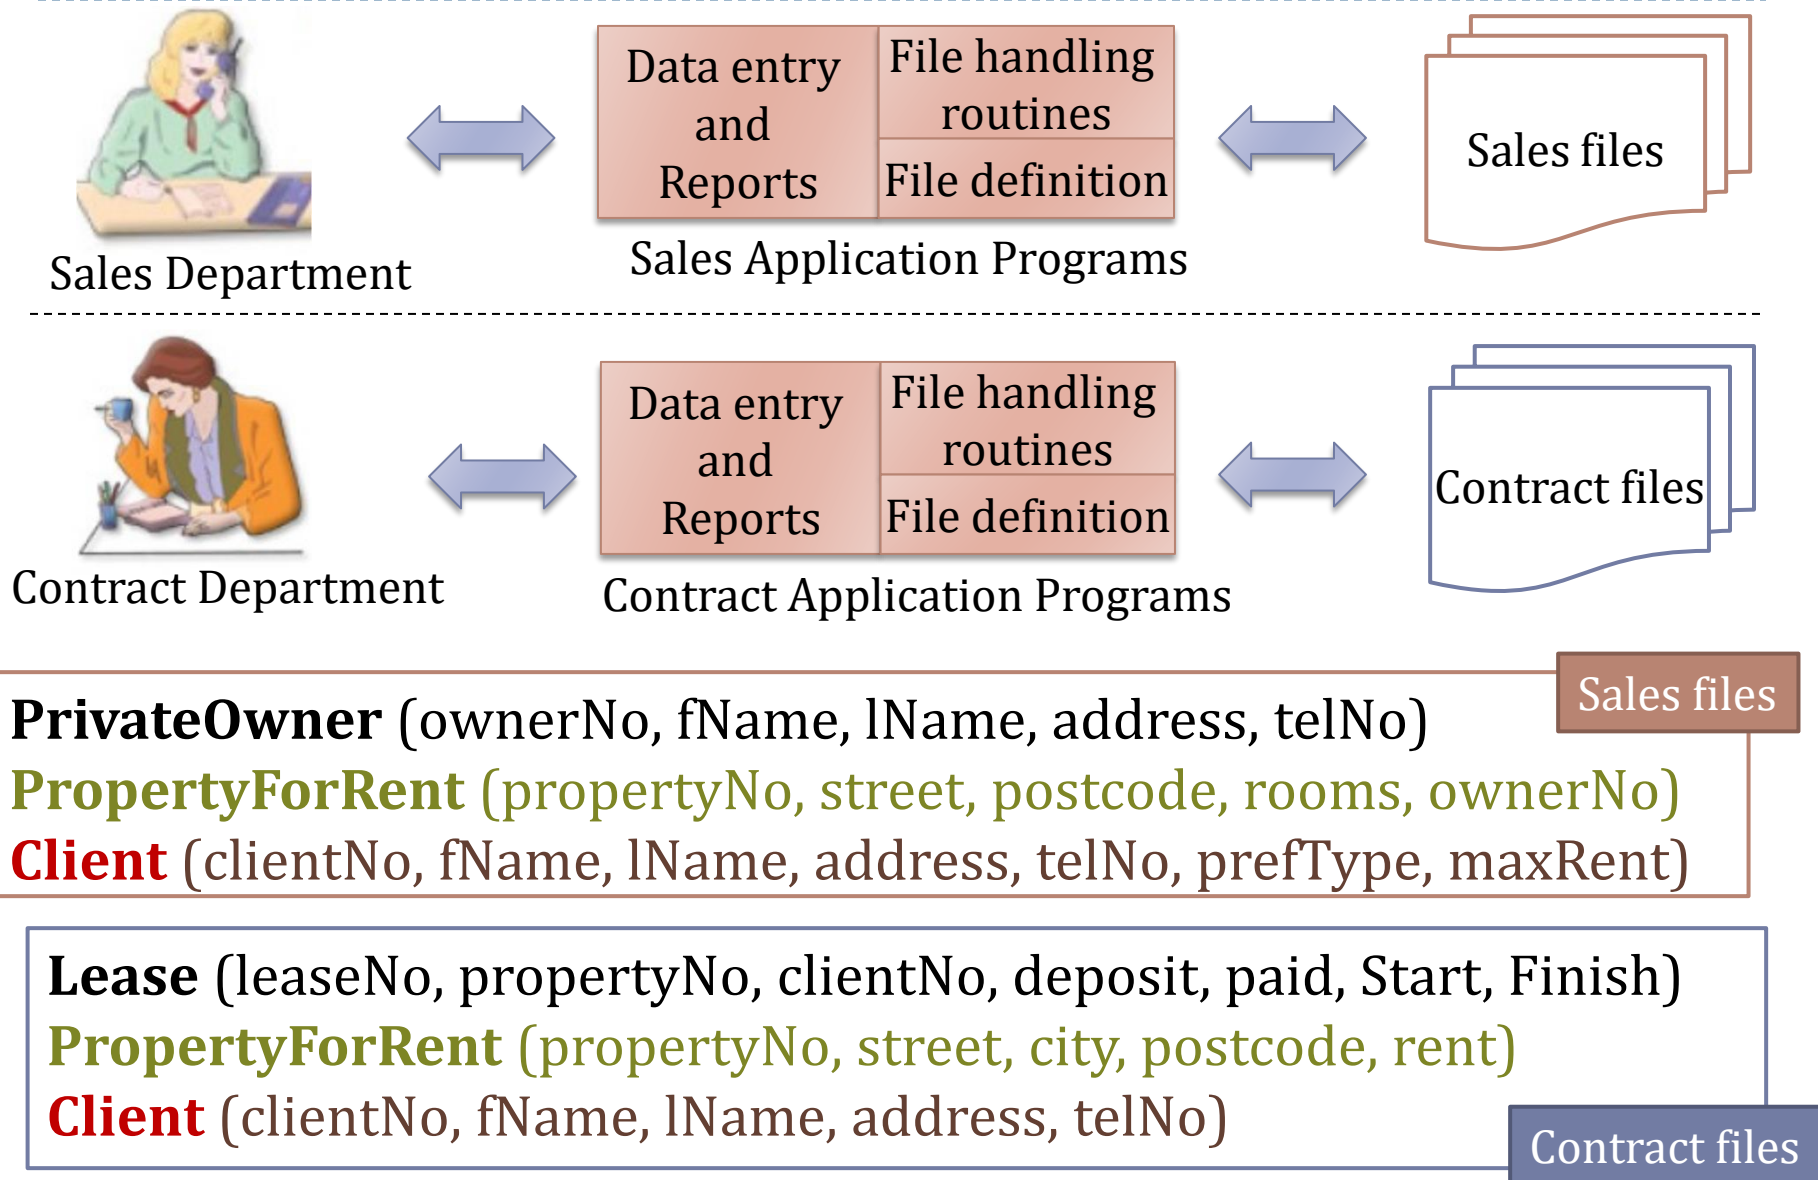 Data entry
and
Reports
File handling
routines
File definition
Sales files
Sales Department
Sales Application Programs
Data entry
and
Reports
File handling
routines
File definition
Contract files
Contract Department
Contract Application Programs
Sales files
PrivateOwner (ownerNo, fName, lName, address, telNo)
PropertyForRent (propertyNo, street, postcode, rooms, ownerNo)
Client (clientNo, fName, lName, address, telNo, prefType, maxRent)
Lease (leaseNo, propertyNo, clientNo, deposit, paid, Start, Finish)
PropertyForRent (propertyNo, street, city, postcode, rent)
Client (clientNo, fName, lName, address, telNo)
Contract files